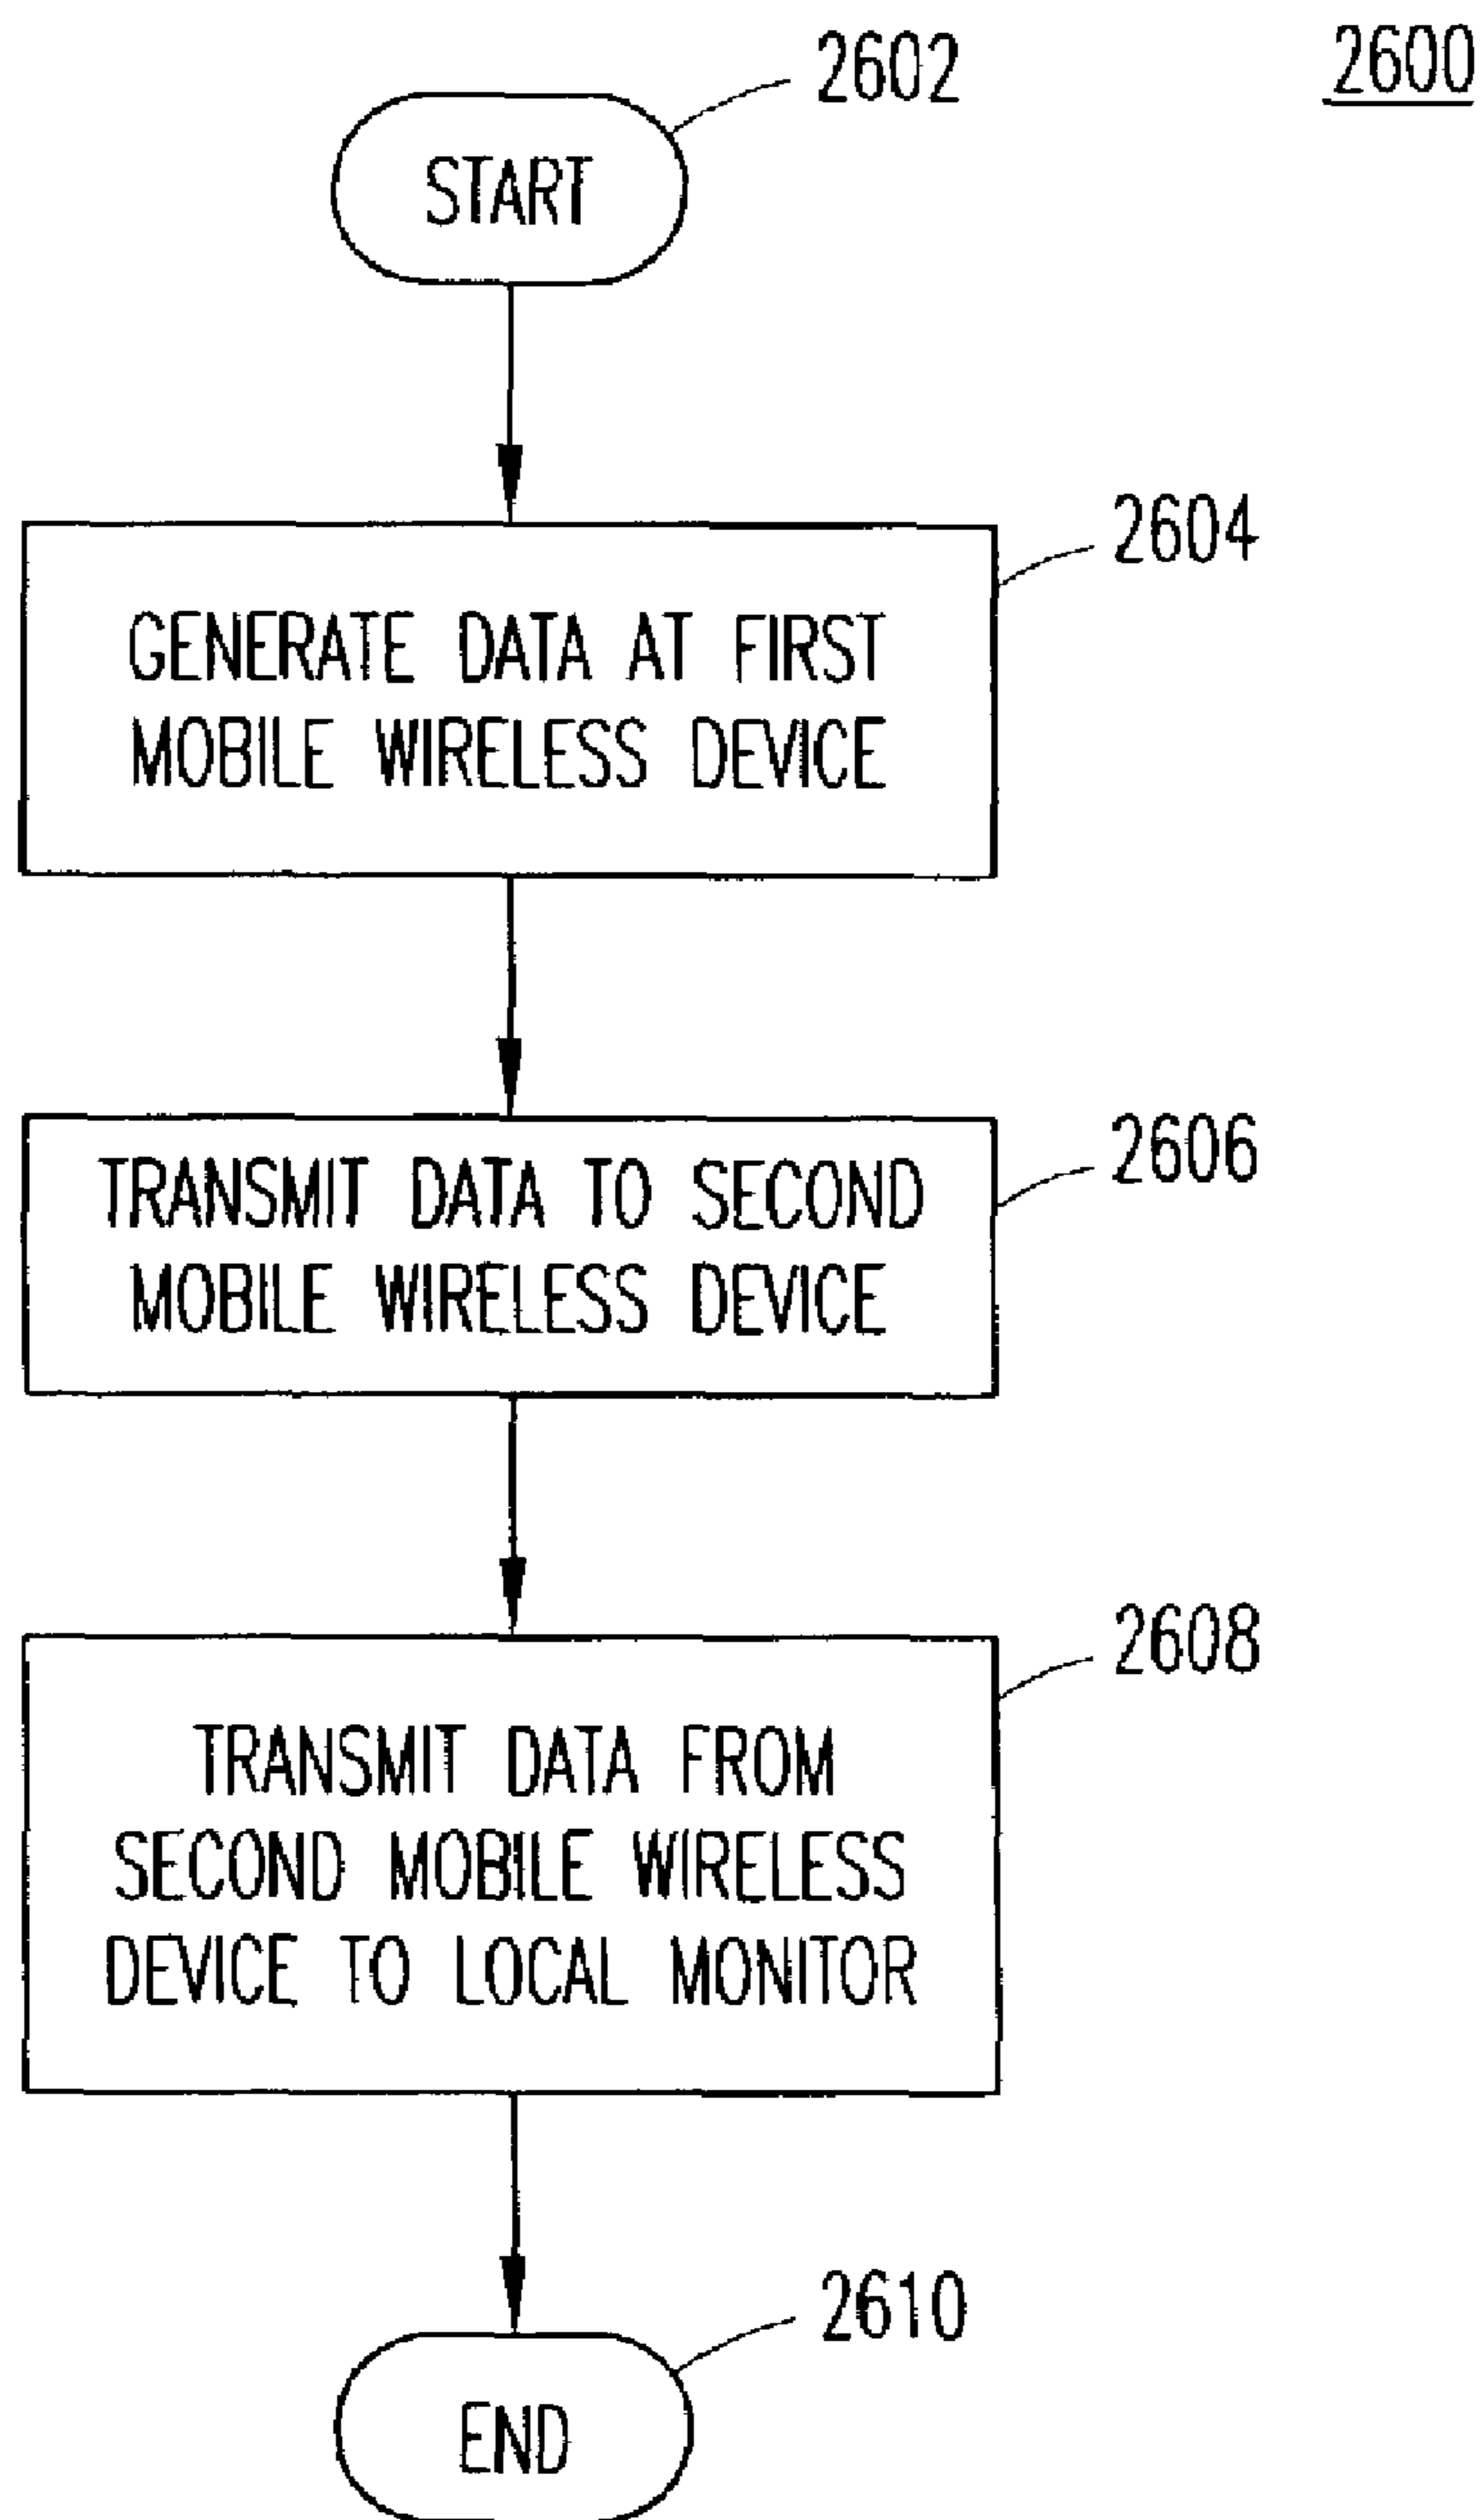 2602
2600
START
2604
GENERATE DATA AT FIRST
MOBILE WIRELESS DEVICE
2606
TRANSMIT DATA TO SECOND
MOBILE WIRELESS DEVICE
2608
TRANSMIT DATA FROM
SECOND MOBILE WIRELESS
DEVICE TO LOCAL MONITOR
2610
END